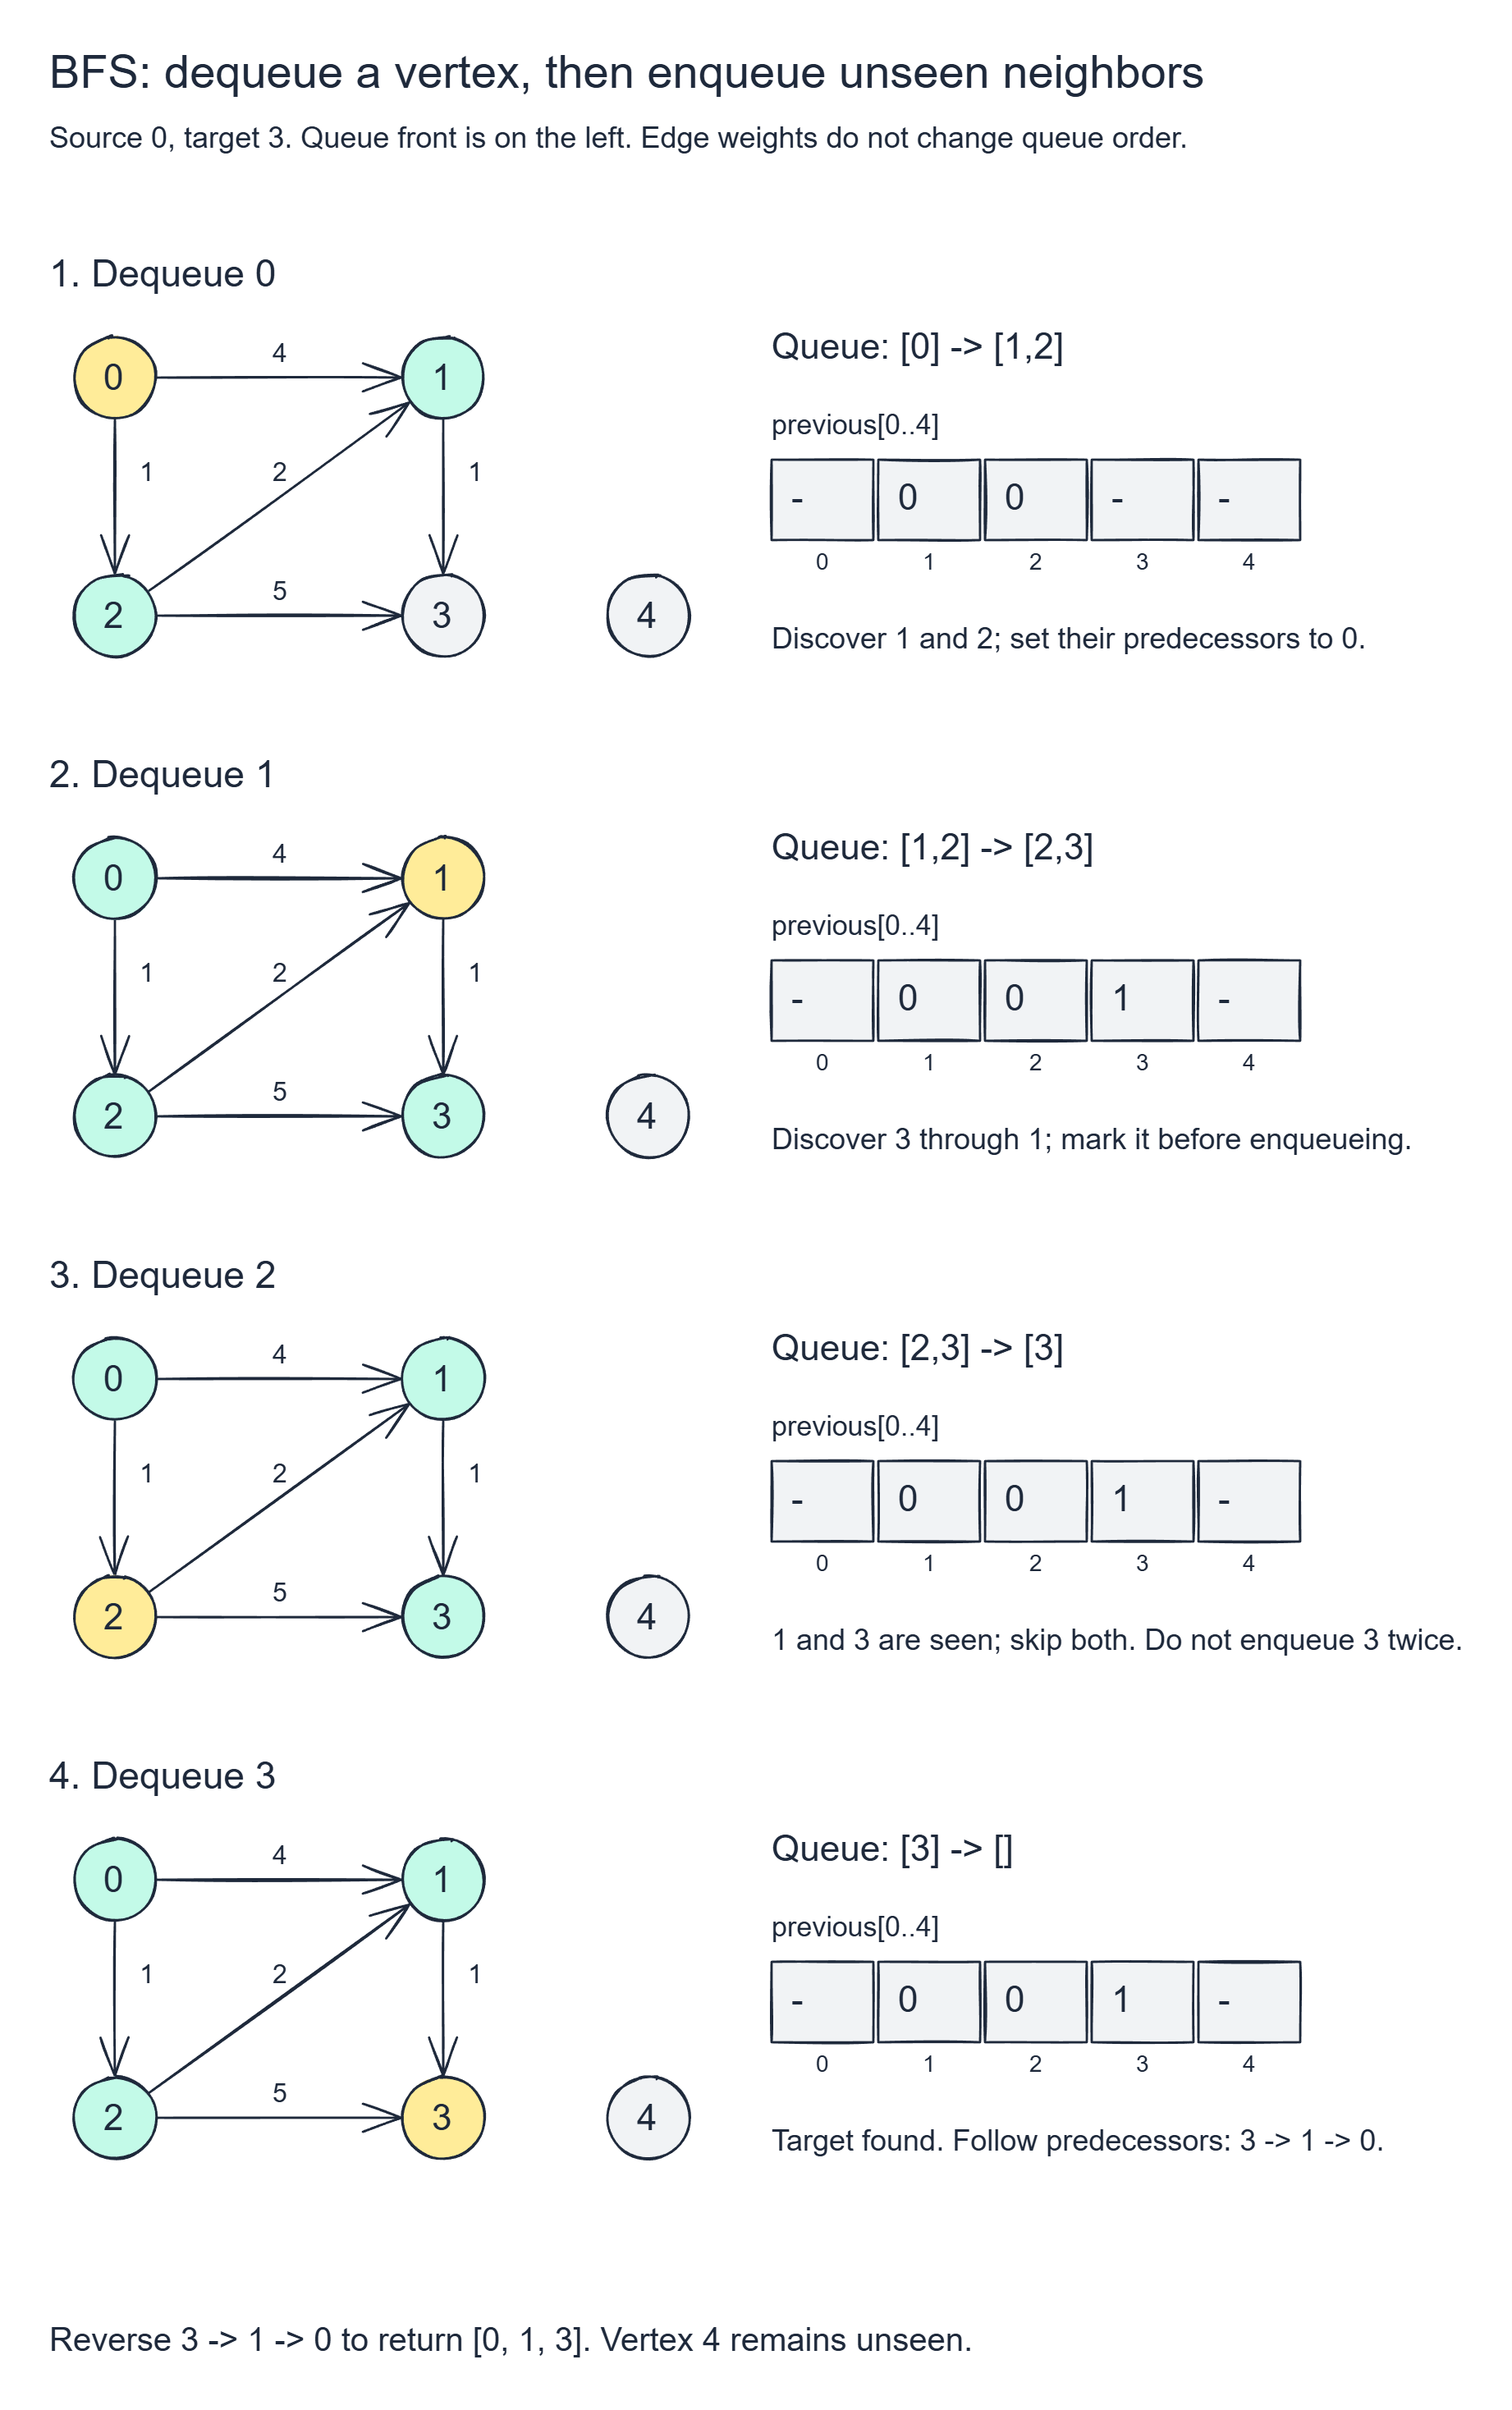 BFS: dequeue a vertex, then enqueue unseen neighbors
Source 0, target 3. Queue front is on the left. Edge weights do not change queue order.
1. Dequeue 0
0
4
1
1
2
1
2
5
3
4
Queue: [0] -> [1,2]
previous[0..4]
- 0 0 - -
0 1 2 3 4
Discover 1 and 2; set their predecessors to 0.
2. Dequeue 1
0
4
1
1
2
1
2
5
3
4
Queue: [1,2] -> [2,3]
previous[0..4]
- 0 0 1 -
0 1 2 3 4
Discover 3 through 1; mark it before enqueueing.
3. Dequeue 2
0
4
1
1
2
1
2
5
3
4
Queue: [2,3] -> [3]
previous[0..4]
- 0 0 1 -
0 1 2 3 4
1 and 3 are seen; skip both. Do not enqueue 3 twice.
4. Dequeue 3
0
4
1
1
2
1
2
5
3
4
Queue: [3] -> []
previous[0..4]
- 0 0 1 -
0 1 2 3 4
Target found. Follow predecessors: 3 -> 1 -> 0.
Reverse 3 -> 1 -> 0 to return [0, 1, 3]. Vertex 4 remains unseen.